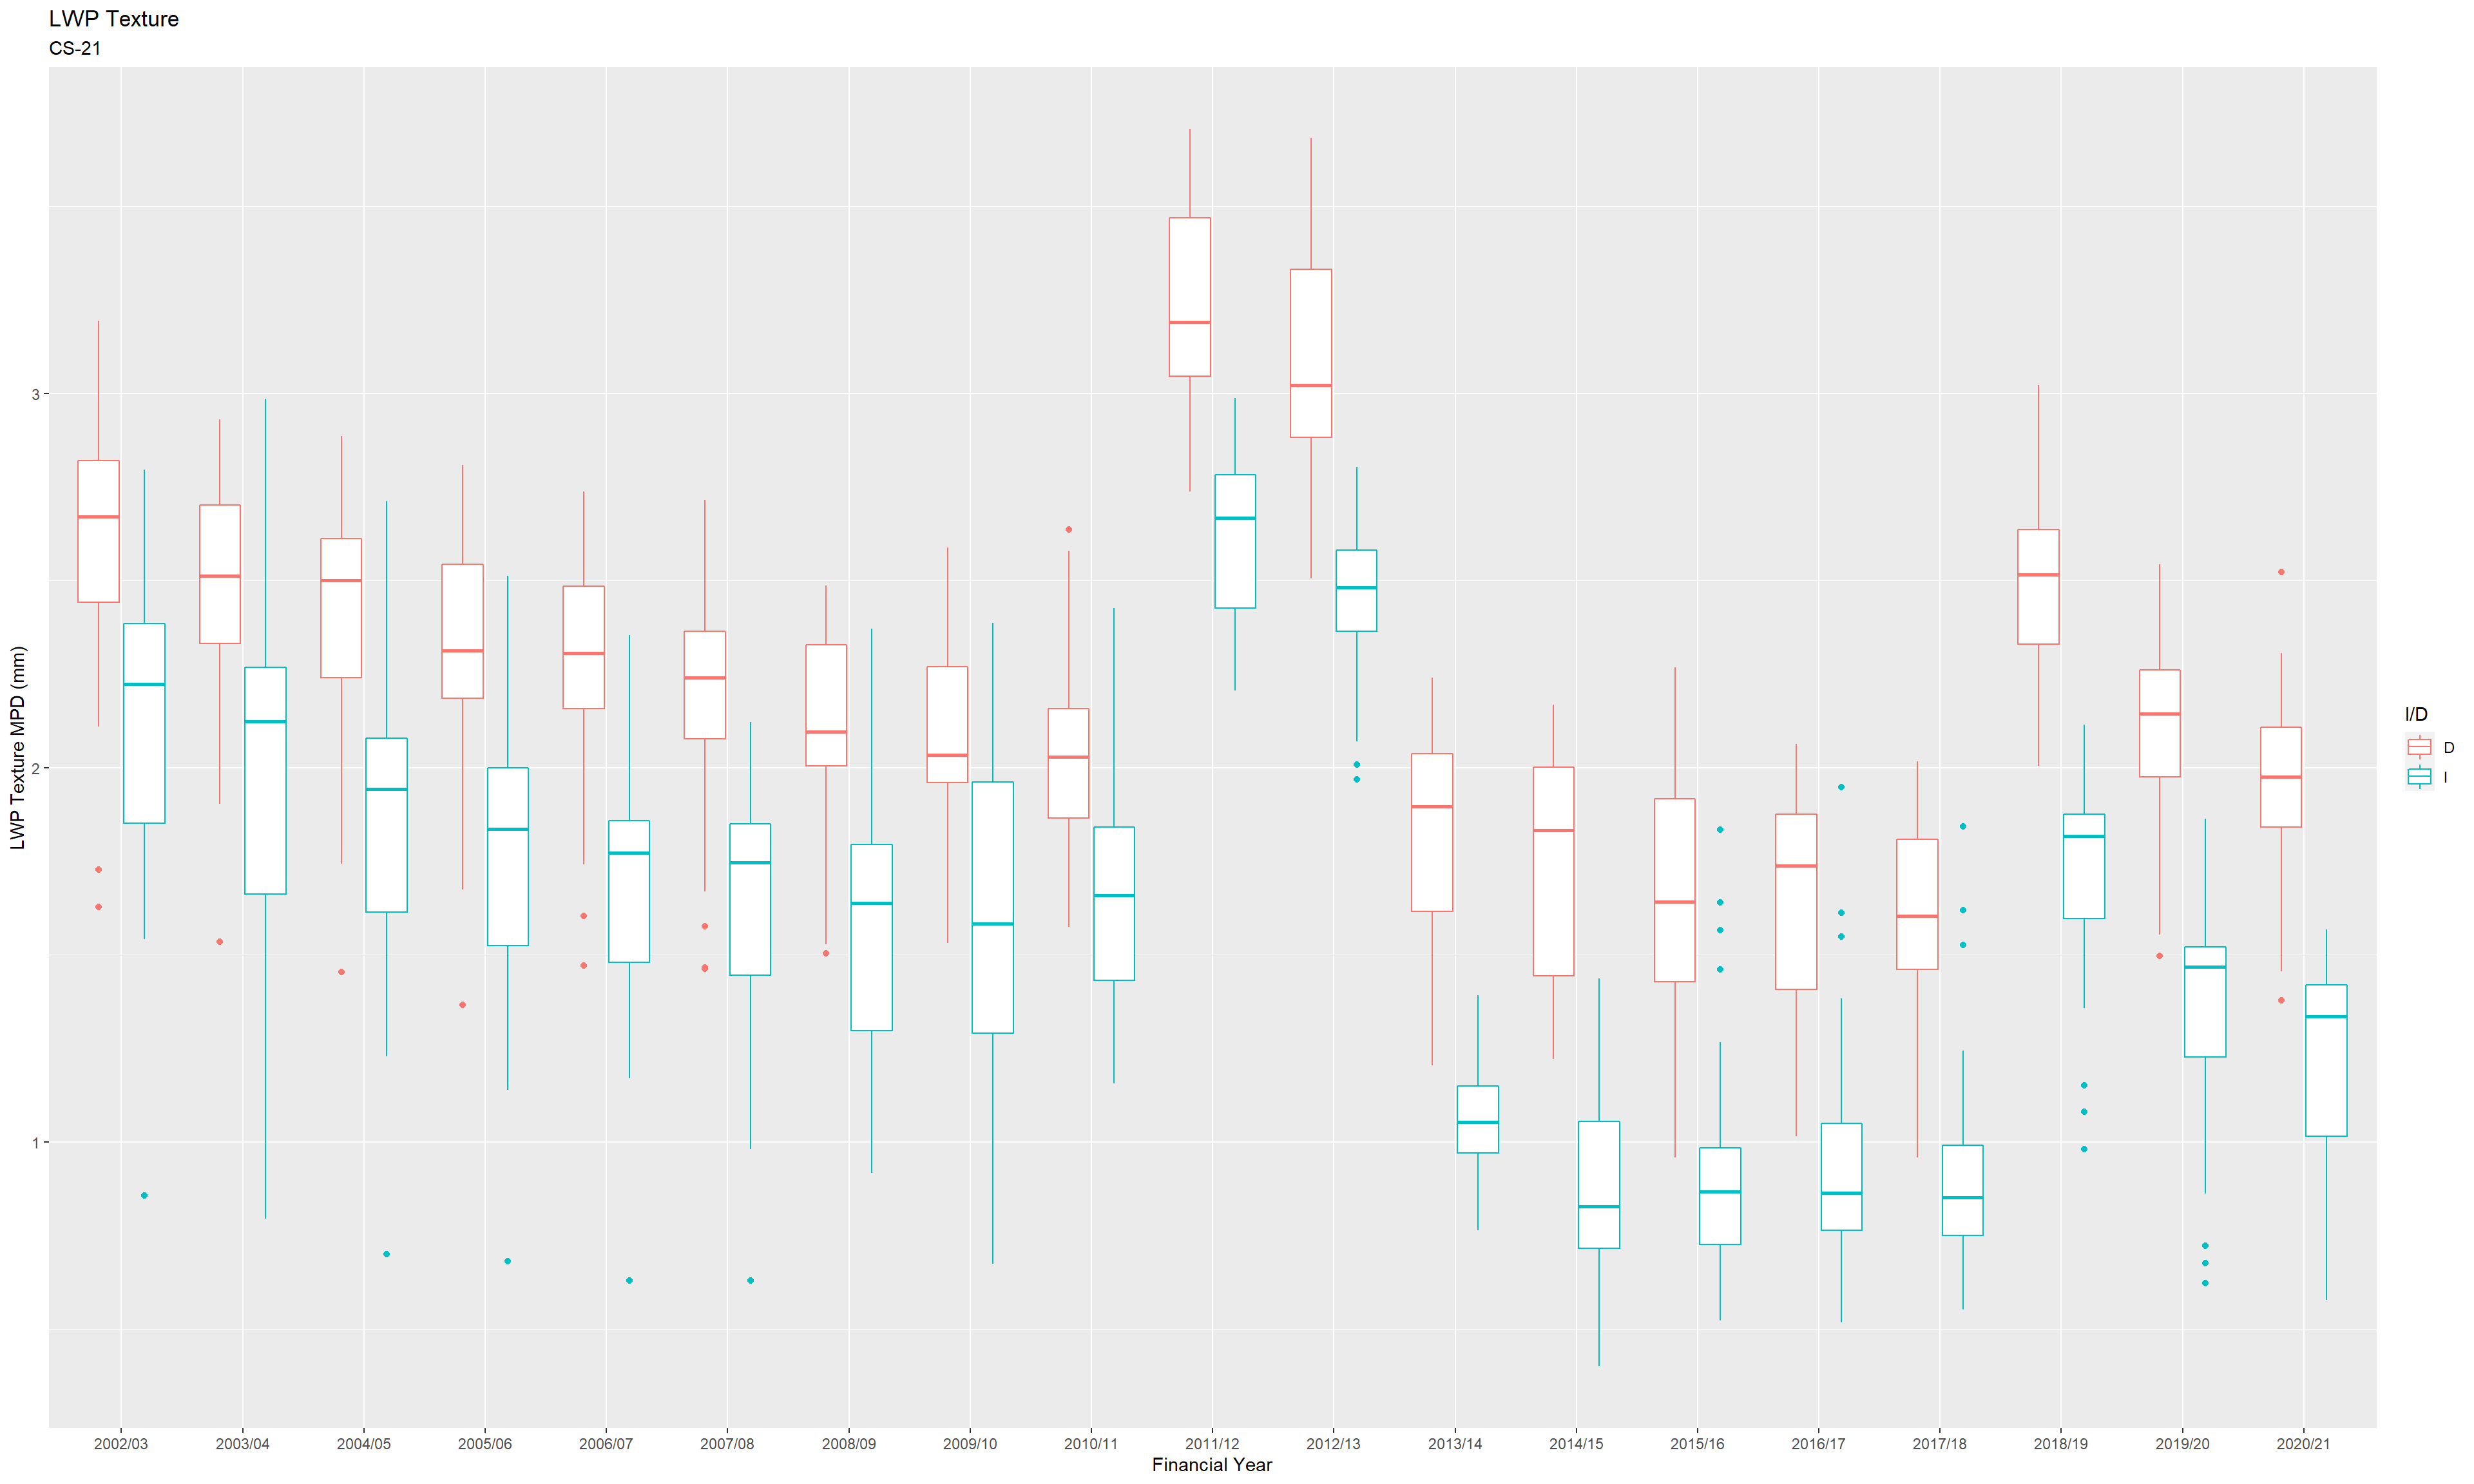 LWP Texture
CS-21
LWP Texture MPD (mm)
3
2
1
2002/03 2003/04 2004/05 2005/06 2006/07 2007/08 2008/09 2009/10 2010/11 2011/12 2012/13 2013/14 2014/15 2015/16 2016/17 2017/18 2018/19 2019/20 2020/21
Financial Year
I/D
D
I